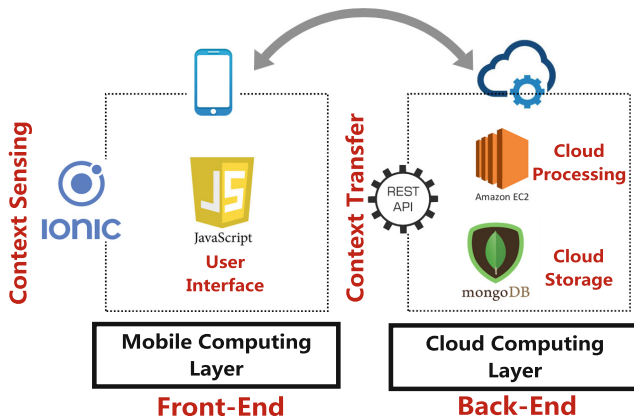 Context Sensing
IONIC
JS
JavaScript
User
Interface
Mobile Computing
Layer
Front-End
Context Transfer
REST
API
Amazon EC2
Cloud
Processing
mongoDB
Cloud
Storage
Cloud Computing
Layer
Back-End